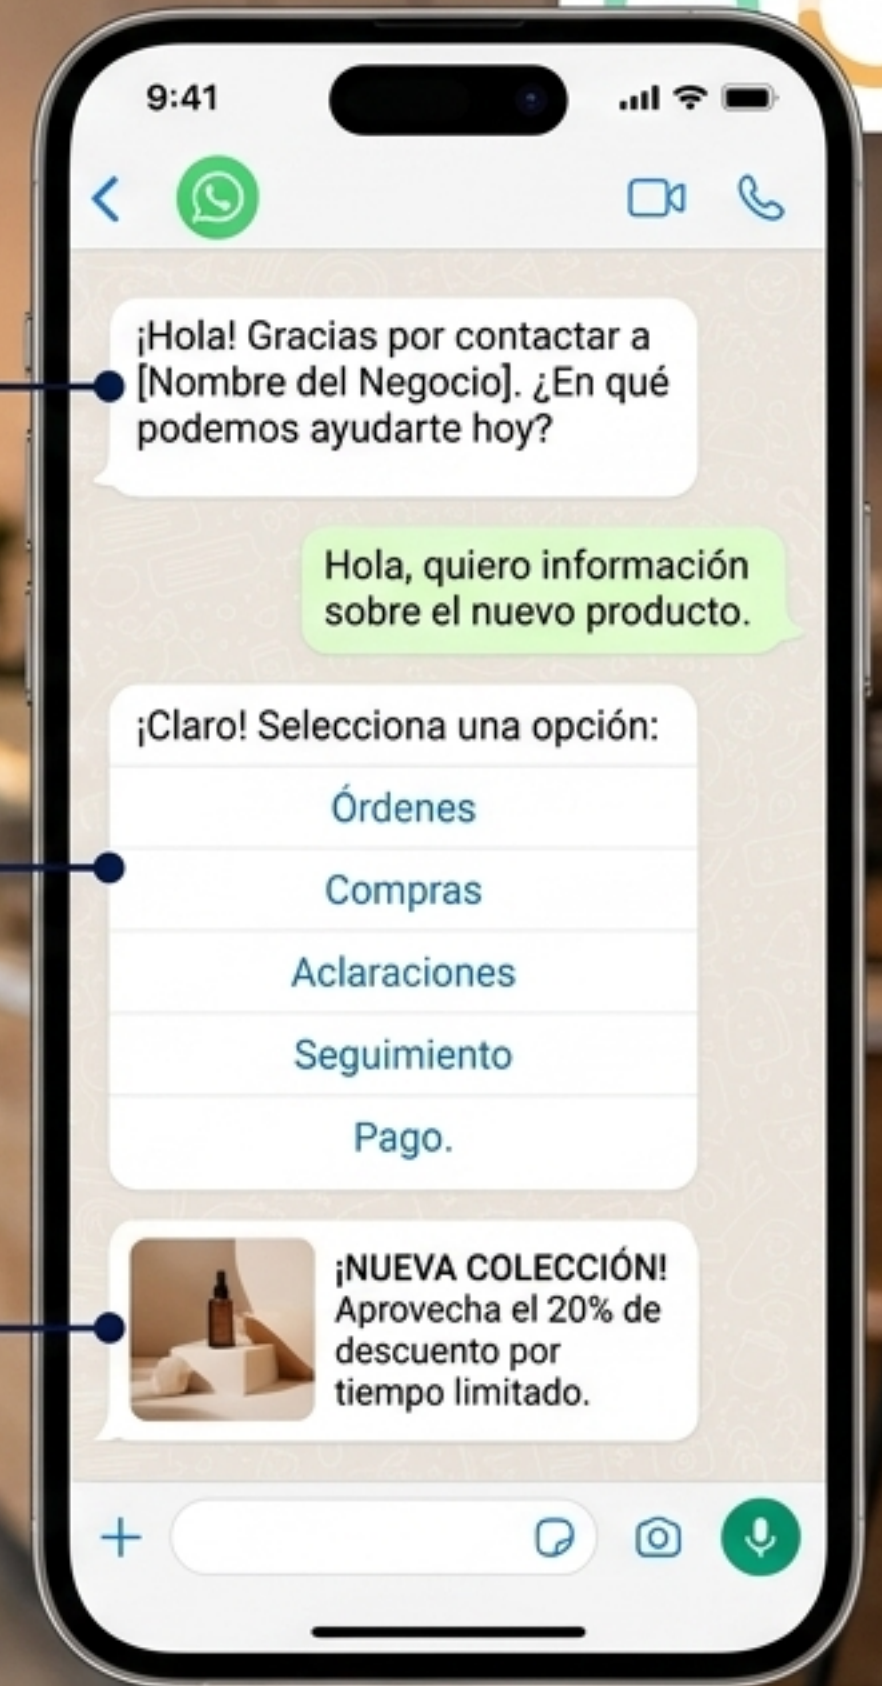 9:41
¡Hola! Gracias por contactar a
[Nombre del Negocio]. ¿En qué
podemos ayudarte hoy?
Hola, quiero información
sobre el nuevo producto.
¡Claro! Selecciona una opción:
Órdenes
Compras
Aclaraciones
Seguimiento
Pago.
¡NUEVA COLECCIÓN!
Aprovecha el 20% de
descuento por
tiempo limitado.